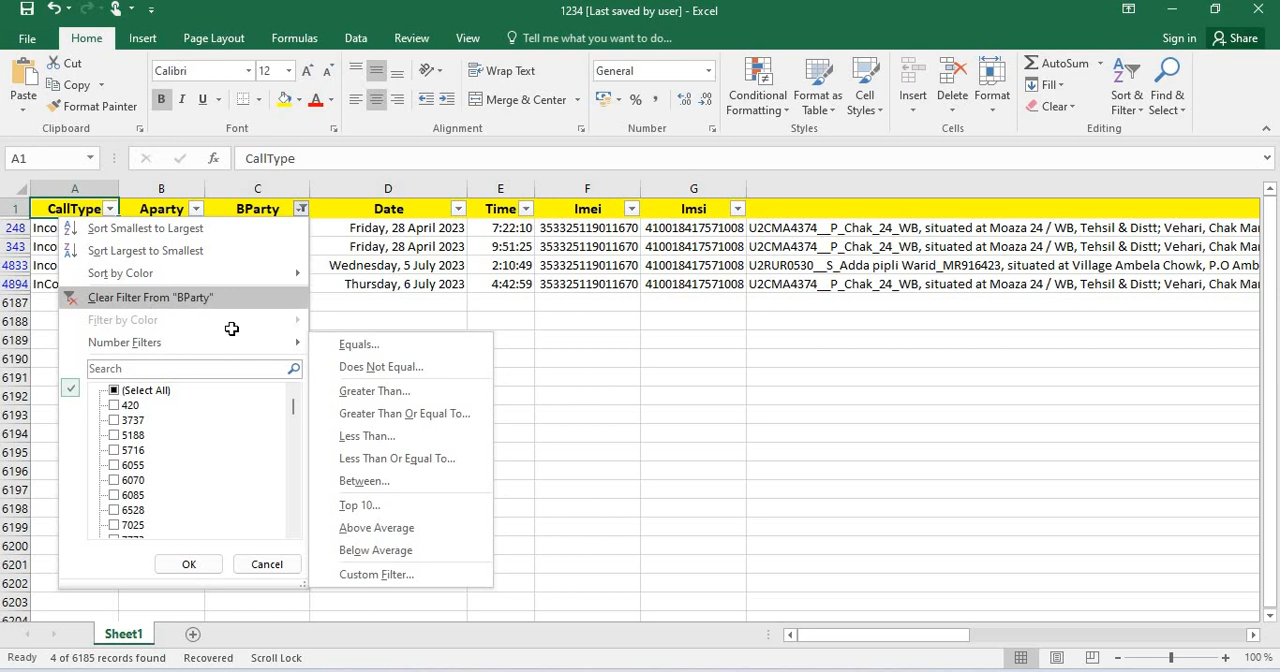 1234 [Last saved by user] - Excel
File Home Insert Page Layout Formulas Data Review View Tell me what you want to do... Sign in Share
Paste Cut Copy Format Painter Clipboard
Calibri 12 B I U A Font
Wrap Text Merge & Center Alignment
General % Number
Conditional Formatting Format as Table Cell Styles Styles
Insert Delete Format Cells
AutoSum Fill Clear Sort & Filter Find & Select Editing
A1 fx CallType
A B C D E F G
1 CallType Aparty BParty Date Time Imei Imsi
248 Inco Friday, 28 April 2023 7:22:10 353325119011670 410018417571008 U2CMA4374__P_Chak_24_WB, situated at Moaza 24 / WB, Tehsil & Distt; Vehari, Chak Mar
343 Inco Friday, 28 April 2023 9:51:25 353325119011670 410018417571008 U2CMA4374__P_Chak_24_WB, situated at Moaza 24 / WB, Tehsil & Distt; Vehari, Chak Mar
4833 Inco Wednesday, 5 July 2023 2:10:49 353325119011670 410018417571008 U2RUR0530__S_Adda pipli Warid_MR916423, situated at Village Ambela Chowk, P.O Amb
4894 InCo Thursday, 6 July 2023 4:42:59 353325119011670 410018417571008 U2CMA4374__P_Chak_24_WB, situated at Moaza 24 / WB, Tehsil & Distt; Vehari, Chak Mar
6187
6188
6189
6190
6191
6192
6193
6194
6195
6196
6197
6198
6199
6200
6201
6202
6203
6204
Sort Smallest to Largest
Sort Largest to Smallest
Sort by Color
Clear Filter From "BParty"
Filter by Color
Number Filters
Search
(Select All)
420
3737
5188
5716
6055
6070
6085
6528
7025
OK Cancel
Equals...
Does Not Equal...
Greater Than...
Greater Than Or Equal To...
Less Than...
Less Than Or Equal To...
Between...
Top 10...
Above Average
Below Average
Custom Filter...
Sheet1
Ready 4 of 6185 records found Recovered Scroll Lock 100 %